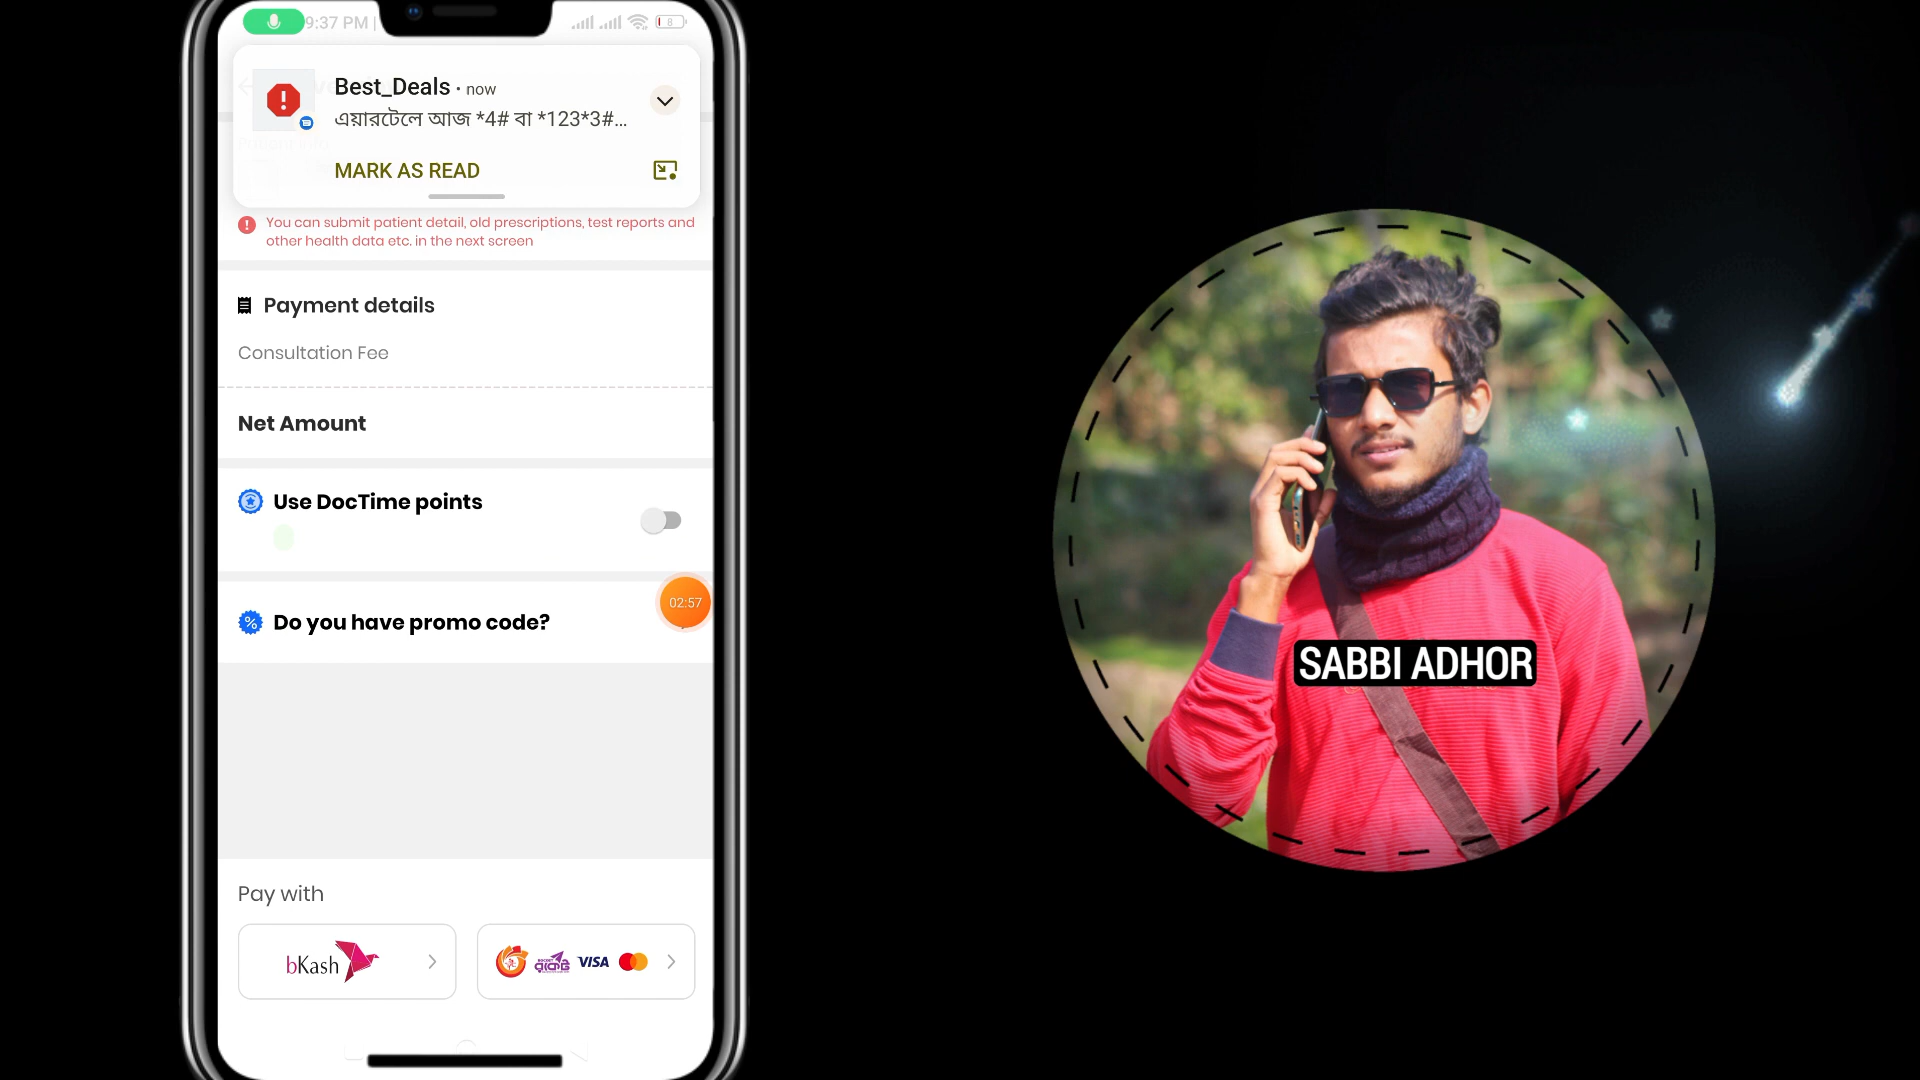 9:37 PM |
8
Best_Deals • now
এয়ারটেলে আজ *4# বা *123*3#...
MARK AS READ
You can submit patient detail, old prescriptions, test reports and
other health data etc. in the next screen
Payment details
Consultation Fee
Net Amount
Use DocTime points
02:57
Do you have promo code?
Pay with
bKash
রকেট VISA
SABBI ADHOR